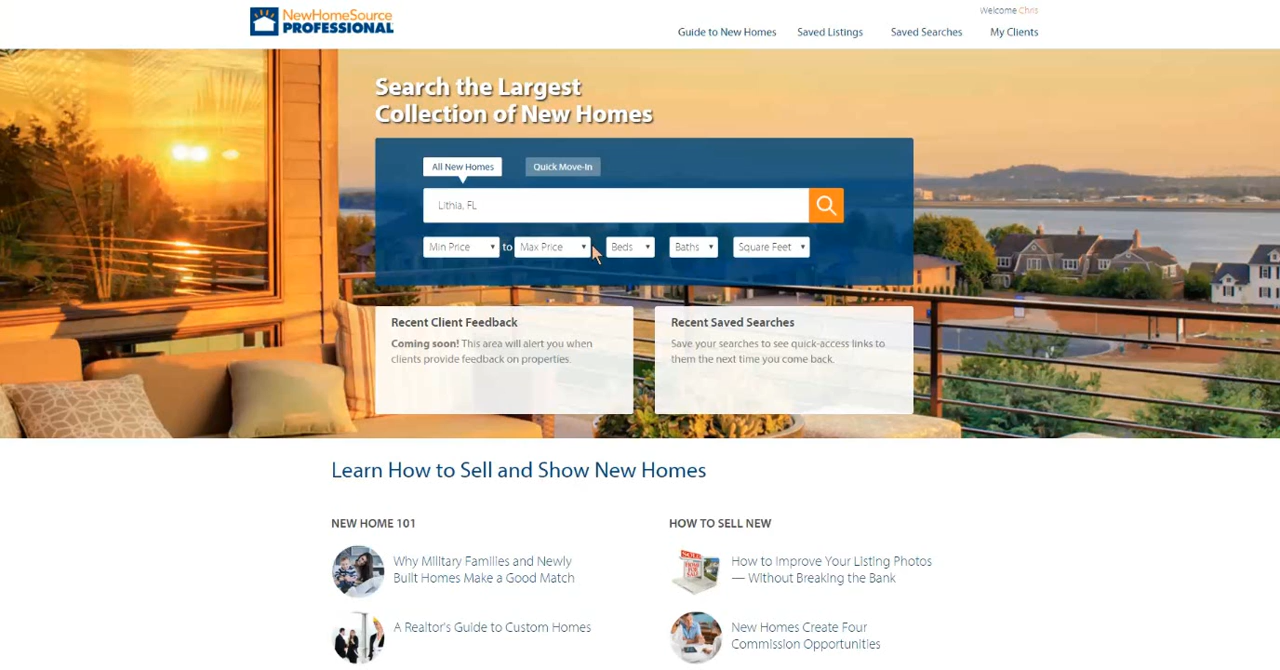 NewHomeSource
PROFESSIONAL
Welcome Chris
Guide to New Homes Saved Listings Saved Searches My Clients
Search the Largest
Collection of New Homes
All New Homes Quick Move-In
Lithia, FL
Min Price to Max Price Beds Baths Square Feet
Recent Client Feedback
Coming soon! This area will alert you when
clients provide feedback on properties.
Recent Saved Searches
Save your searches to see quick-access links to
them the next time you come back.
Learn How to Sell and Show New Homes
NEW HOME 101
Why Military Families and Newly
Built Homes Make a Good Match
A Realtor's Guide to Custom Homes
HOW TO SELL NEW
SOLD
HOME FOR SALE
How to Improve Your Listing Photos
— Without Breaking the Bank
New Homes Create Four
Commission Opportunities